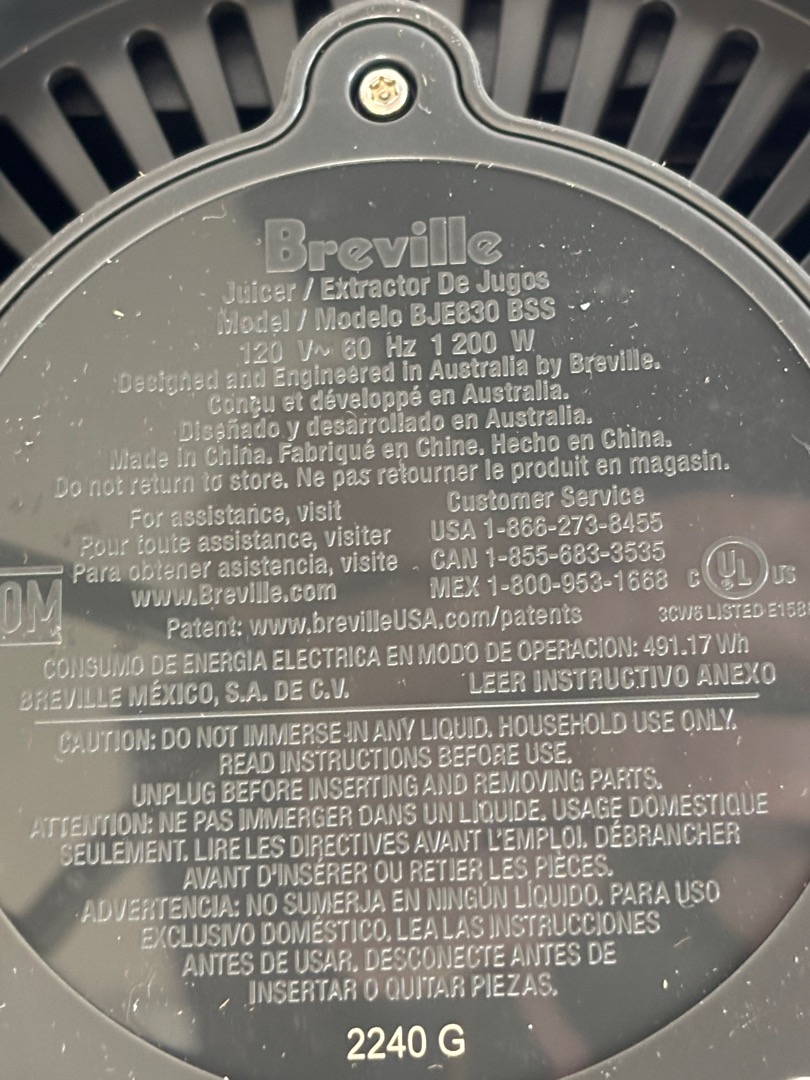 Breville
Juicer / Extractor De Jugos
Model / Modelo BJE830 BSS
120 V~ 60 Hz 1 200 W
Designed and Engineered in Australia by Breville.
Conçu et développé en Australia.
Diseñado y desarrollado en Australia.
Made in China. Fabriqué en Chine. Hecho en China.
Do not return to store. Ne pas retourner le produit en magasin.
For assistance, visit
Pour toute assistance, visiter
Para obtener asistencia, visite
www.Breville.com
Customer Service
USA 1-866-273-8455
CAN 1-855-683-3535
MEX 1-800-953-1668
C UL US
OM
Patent: www.brevilleUSA.com/patents
3CW6 LISTED E158
CONSUMO DE ENERGIA ELECTRICA EN MODO DE OPERACION: 491.17 Wh
BREVILLE MÉXICO, S.A. DE C.V. LEER INSTRUCTIVO ANEXO
CAUTION: DO NOT IMMERSE IN ANY LIQUID. HOUSEHOLD USE ONLY.
READ INSTRUCTIONS BEFORE USE.
UNPLUG BEFORE INSERTING AND REMOVING PARTS.
ATTENTION: NE PAS IMMERGER DANS UN LIQUIDE. USAGE DOMESTIQUE
SEULEMENT. LIRE LES DIRECTIVES AVANT L'EMPLOI. DÉBRANCHER
AVANT D'INSÉRER OU RETIER LES PIÈCES.
ADVERTENCIA: NO SUMERJA EN NINGÚN LÍQUIDO. PARA USO
EXCLUSIVO DOMÉSTICO. LEA LAS INSTRUCCIONES
ANTES DE USAR. DESCONECTE ANTES DE
INSERTAR O QUITAR PIEZAS.
2240 G